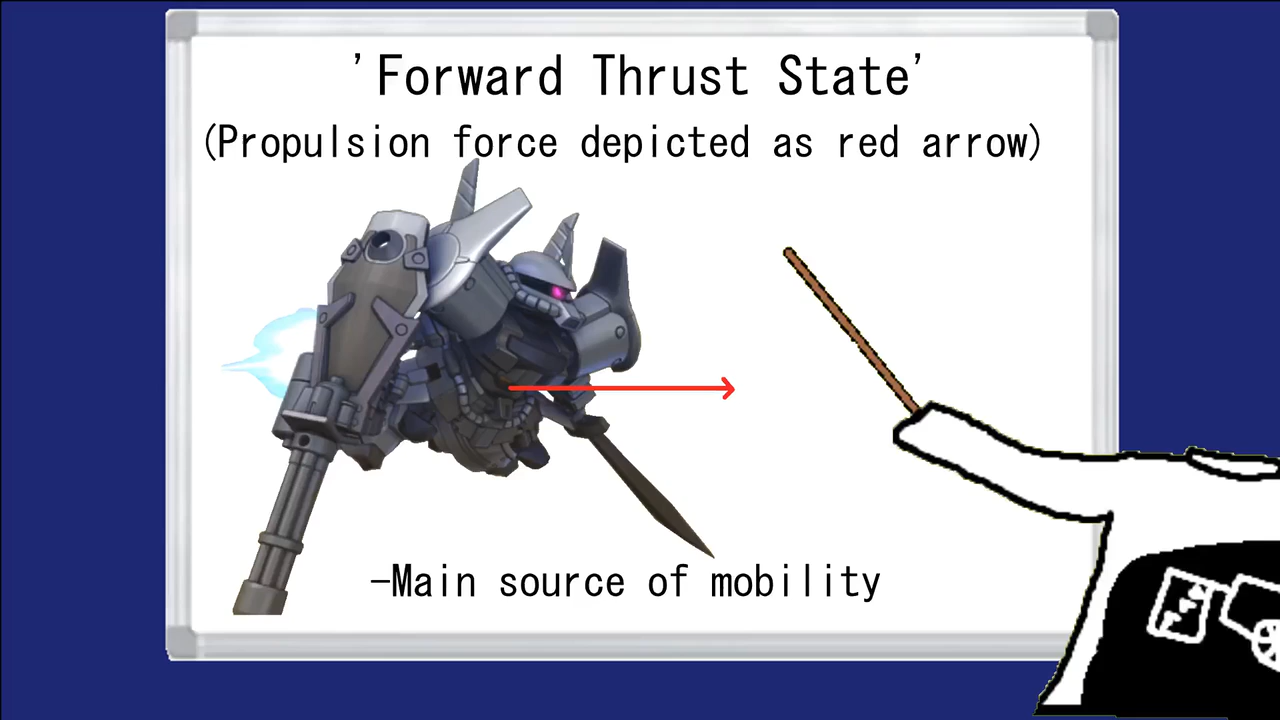 'Forward Thrust State'
(Propulsion force depicted as red arrow)
-Main source of mobility